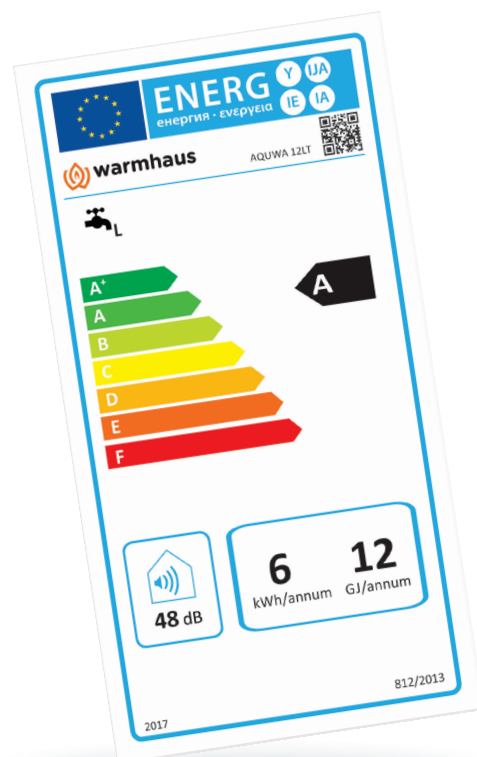 ENERG Y IJA
енергия · ενεργεια IE IA
warmhaus AQUWA 12LT
L
A+
A
A
B
C
D
E
F
6 12
kWh/annum GJ/annum
48 dB
812/2013
2017